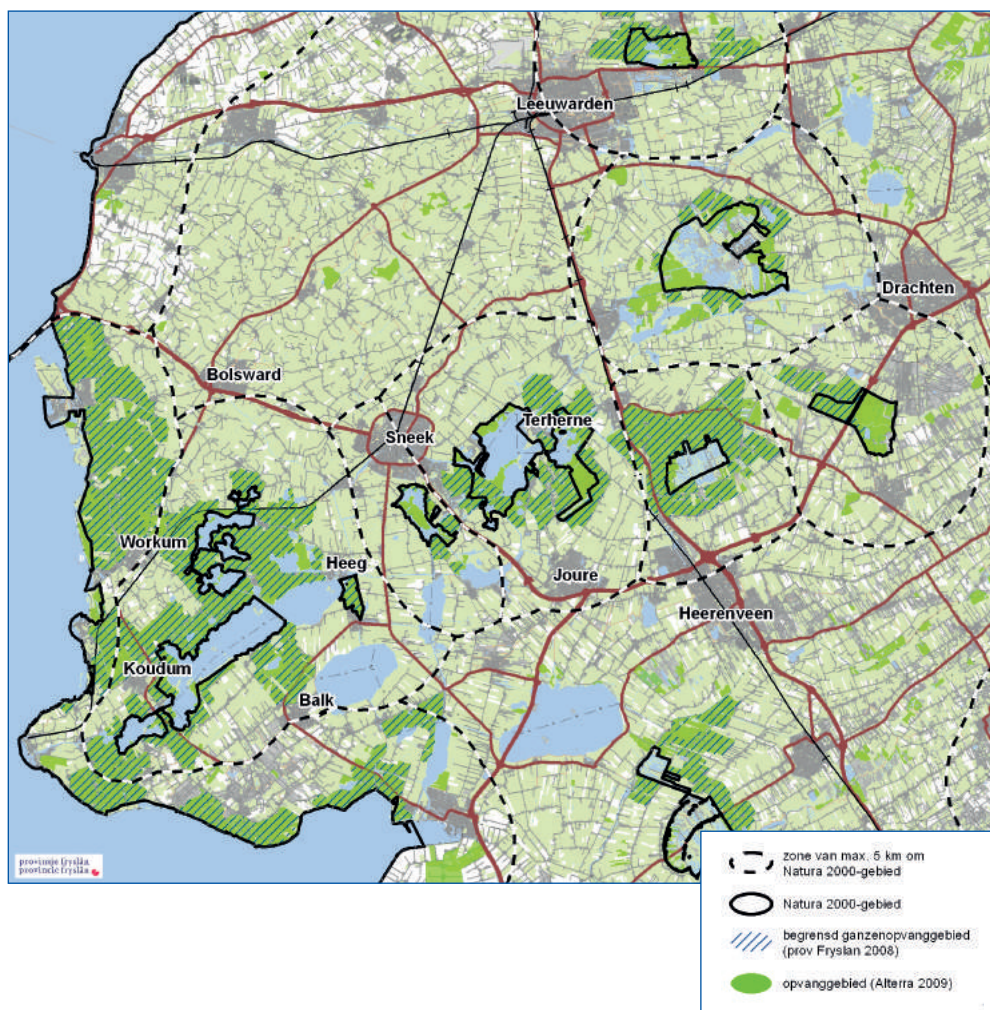 Leeuwarden
Drachten
Bolsward
Terherne
Sneek
Workum
Heeg
Joure
Heerenveen
Koudum
Balk
provinsje fryslân
provincie fryslân
zone van max. 5 km om
Natura 2000-gebied
Natura 2000-gebied
begrensd ganzenopvanggebied
(prov Fryslan 2008)
opvanggebied (Alterra 2009)